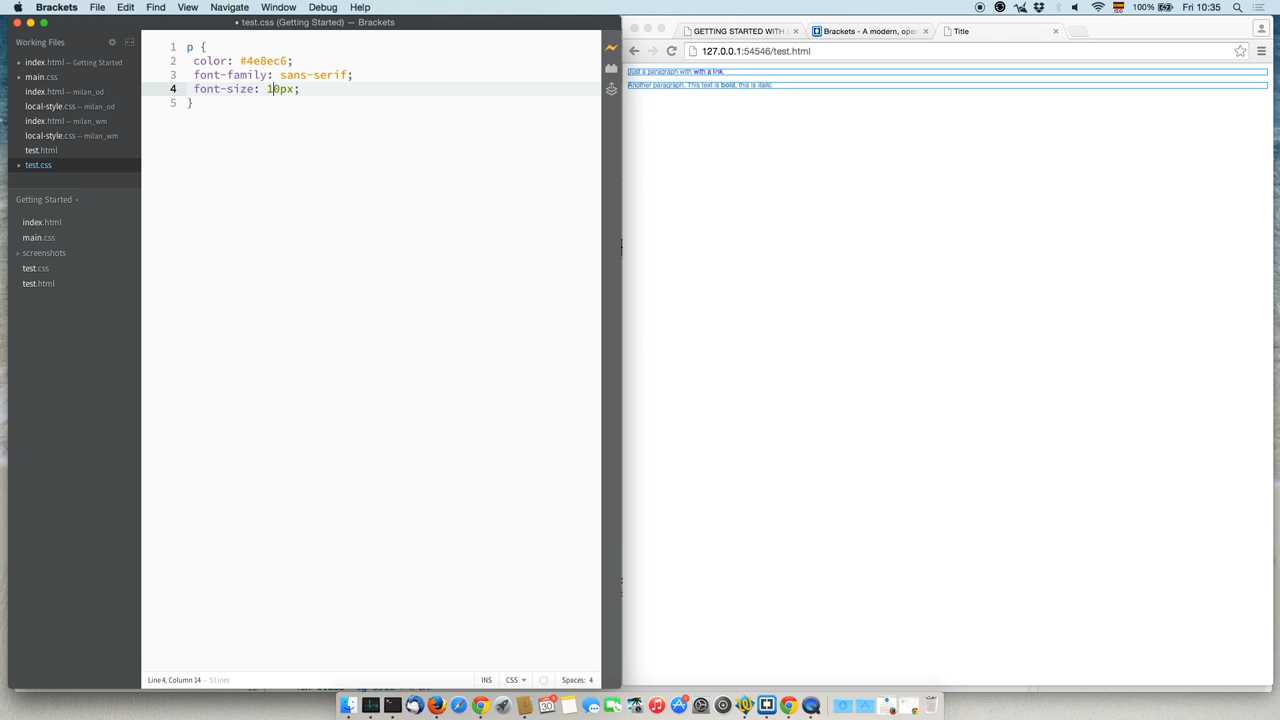 Brackets File Edit Find View Navigate Window Debug Help
100% Fri 10:35
• test.css (Getting Started) — Brackets
Working Files
index.html — Getting Started
main.css
index.html — milan_od
local-style.css — milan_od
index.html — milan_wm
local-style.css — milan_wm
test.html
test.css
Getting Started
index.html
main.css
screenshots
test.css
test.html
1 p {
2 color: #4e8ec6;
3 font-family: sans-serif;
4 font-size: 10px;
5 }
Line 4, Column 14 — 5 Lines
INS CSS Spaces: 4
GETTING STARTED WITH
Brackets - A modern, open
Title
127.0.0.1:54546/test.html
Just a paragraph with with a link.
Another paragraph. This text is bold, this is italic.
30